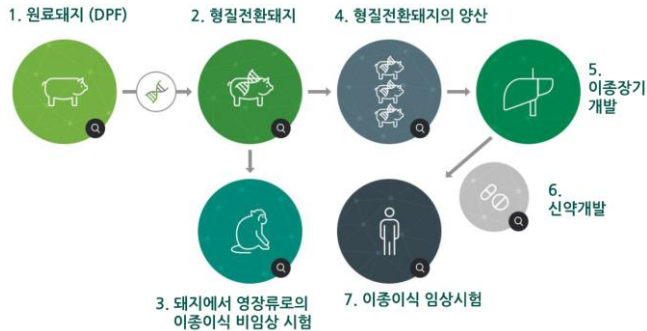 1. 원료돼지 (DPF)
2. 형질전환돼지
4. 형질전환돼지의 양산
5.
이종장기
개발
6.
신약개발
3. 돼지에서 영장류로의
이종이식 비임상 시험
7. 이종이식 임상시험